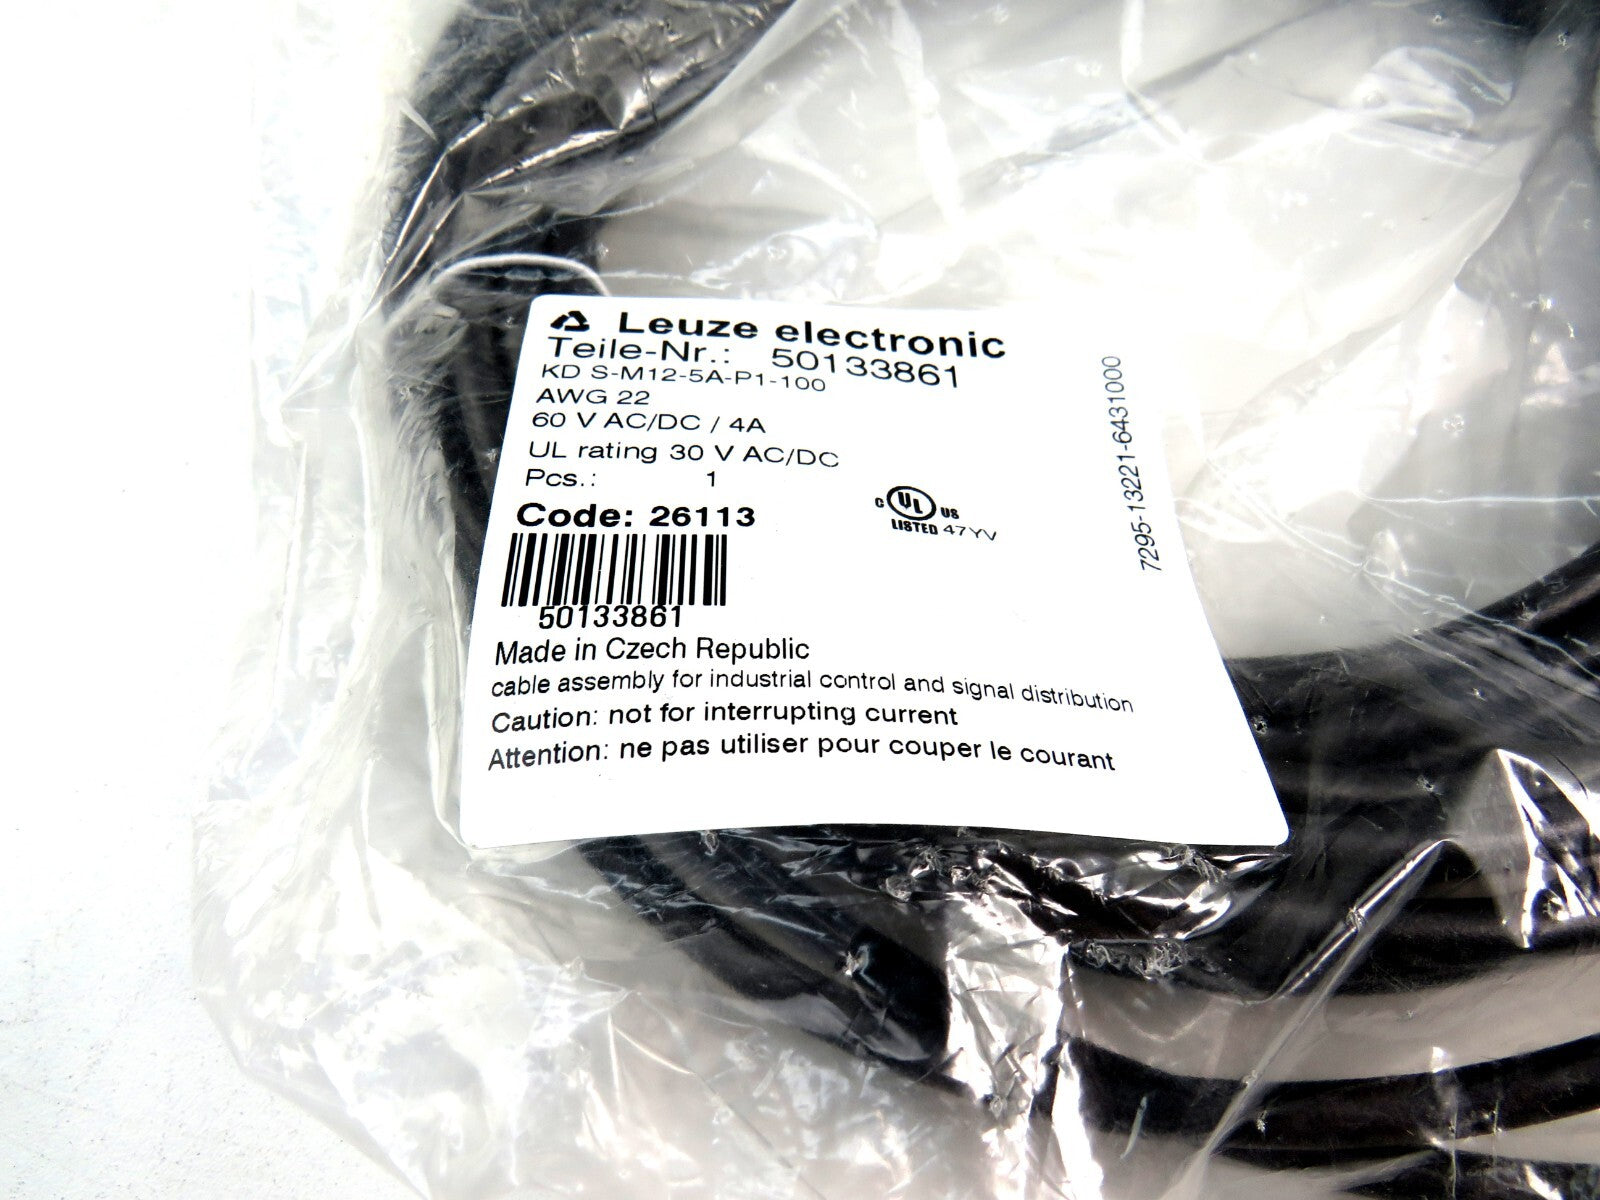 Leuze electronic
Teile-Nr.: 50133861
KD S-M12-5A-P1-100
AWG 22
60 V AC/DC / 4A
UL rating 30 V AC/DC
Pcs.: 1
Code: 26113
50133861
C UL US
LISTED 47YV
Made in Czech Republic
cable assembly for industrial control and signal distribution
Caution: not for interrupting current
Attention: ne pas utiliser pour couper le courant
7295-13221-6431000